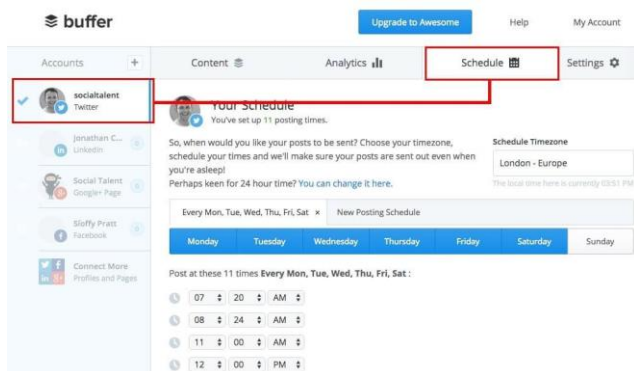 buffer
Upgrade to Awesome
Help
My Account
Accounts
+
Content
Analytics
Schedule
Settings
socialtalent
Twitter
Jonathan C...
LinkedIn
Social Talent
Google+ Page
Sloffy Pratt
Facebook
Connect More
Profiles and Pages
Your Schedule
You've set up 11 posting times.
So, when would you like your posts to be sent? Choose your timezone,
schedule your times and we'll make sure your posts are sent out even when
you're asleep!
Perhaps keen for 24 hour time? You can change it here.
Schedule Timezone
London - Europe
The local time here is currently 03:51 PM
Every Mon, Tue, Wed, Thu, Fri, Sat ×
New Posting Schedule
Monday Tuesday Wednesday Thursday Friday Saturday Sunday
Post at these 11 times Every Mon, Tue, Wed, Thu, Fri, Sat :
07 20 AM
08 24 AM
11 00 AM
12 00 PM